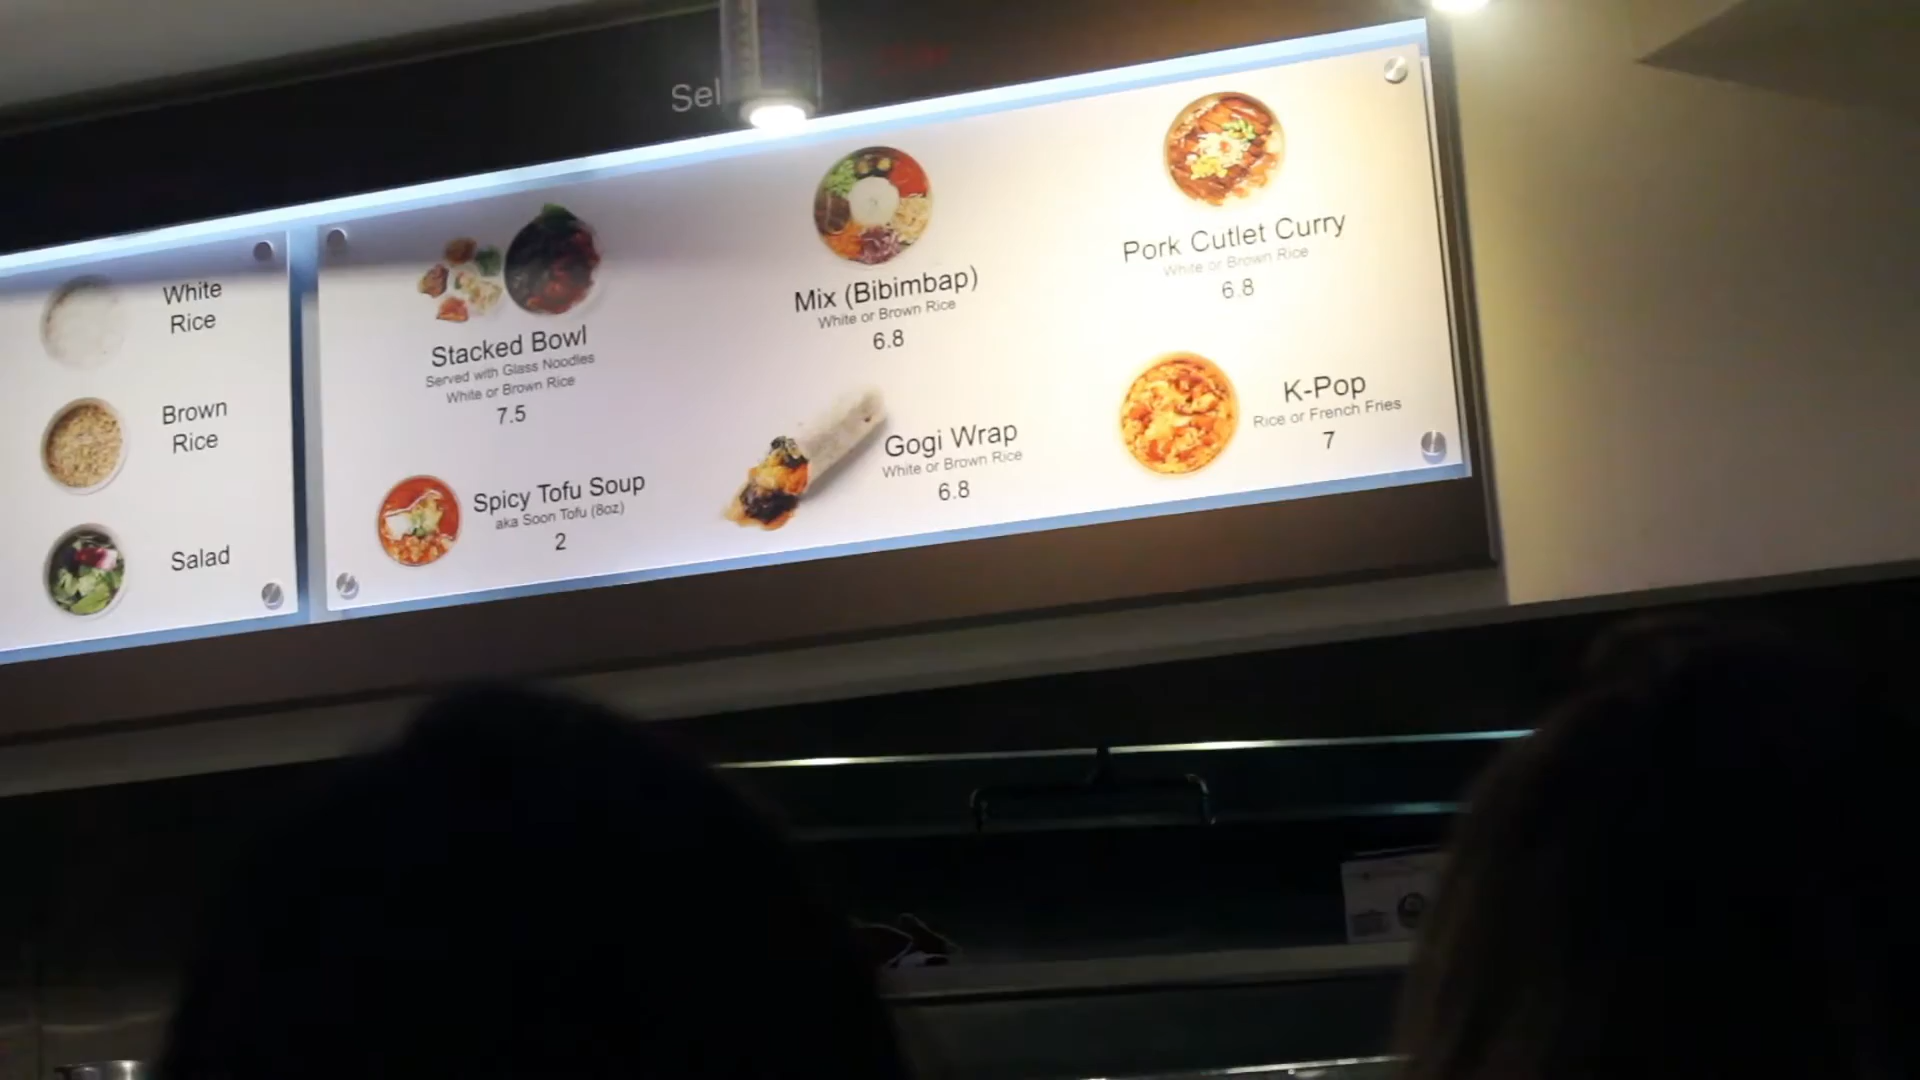 Sel
White
Rice
Brown
Rice
Salad
Stacked Bowl
Served with Glass Noodles
White or Brown Rice
7.5
Spicy Tofu Soup
aka Soon Tofu (8oz)
2
Mix (Bibimbap)
White or Brown Rice
6.8
Gogi Wrap
White or Brown Rice
6.8
Pork Cutlet Curry
White or Brown Rice
6.8
K-Pop
Rice or French Fries
7